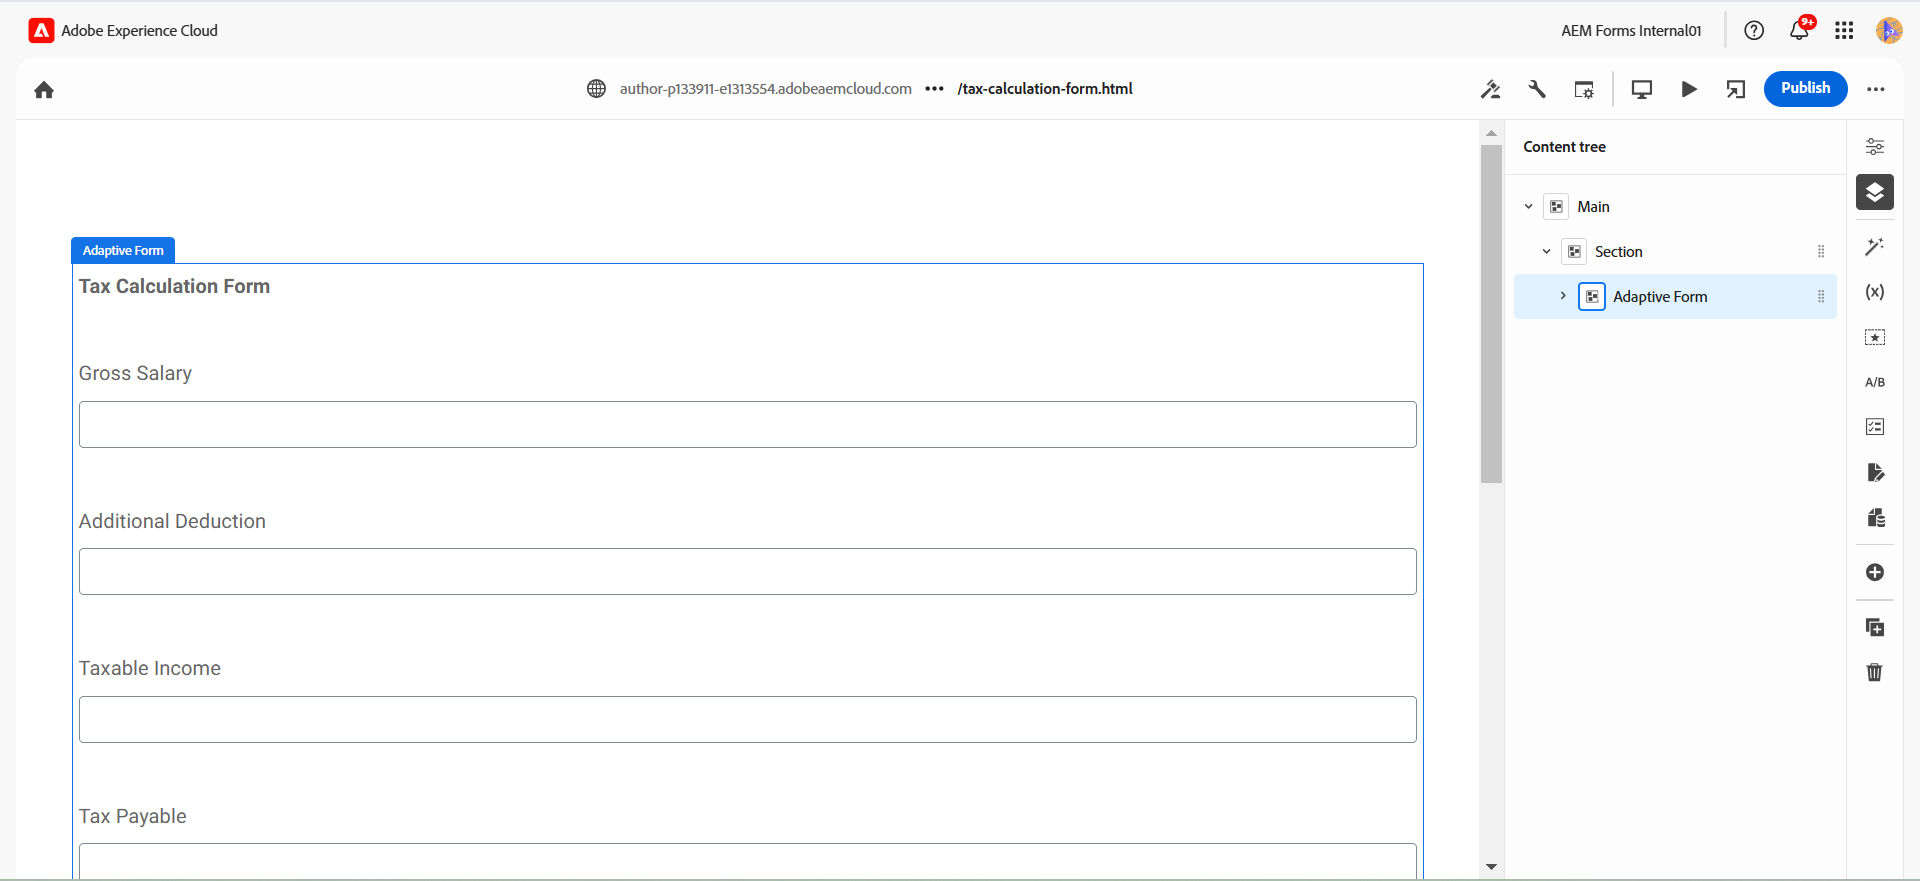 Adobe Experience Cloud
AEM Forms Internal01
9+
author-p133911-e1313554.adobeaemcloud.com ••• /tax-calculation-form.html
Publish
Content tree
Main
Section
Adaptive Form
(x)
A/B
Adaptive Form
Tax Calculation Form
Gross Salary
Additional Deduction
Taxable Income
Tax Payable